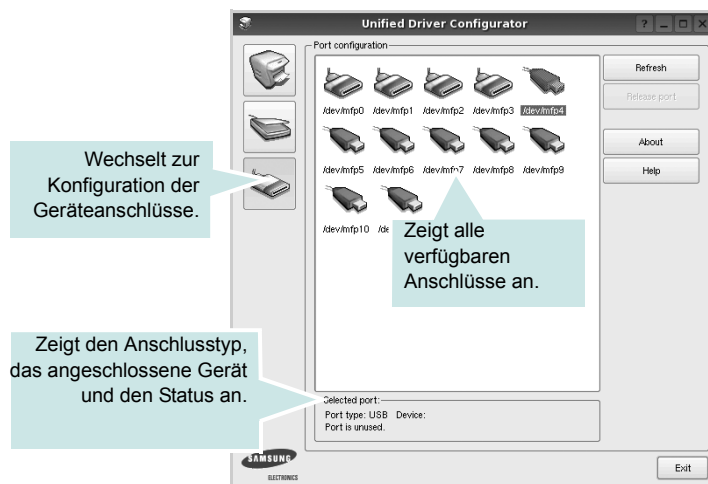 Unified Driver Configurator
Port configuration
/dev/mfp0 /dev/mfp1 /dev/mfp2 /dev/mfp3 /dev/mfp4
/dev/mfp5 /dev/mfp6 /dev/mfp7 /dev/mfp8 /dev/mfp9
/dev/mfp10
Refresh
Release port
About
Help
Wechselt zur
Konfiguration der
Geräteanschlüsse.
Zeigt alle
verfügbaren
Anschlüsse an.
Zeigt den Anschlusstyp,
das angeschlossene Gerät
und den Status an.
Selected port:
Port type: USB Device:
Port is unused.
SAMSUNG
ELECTRONICS
Exit